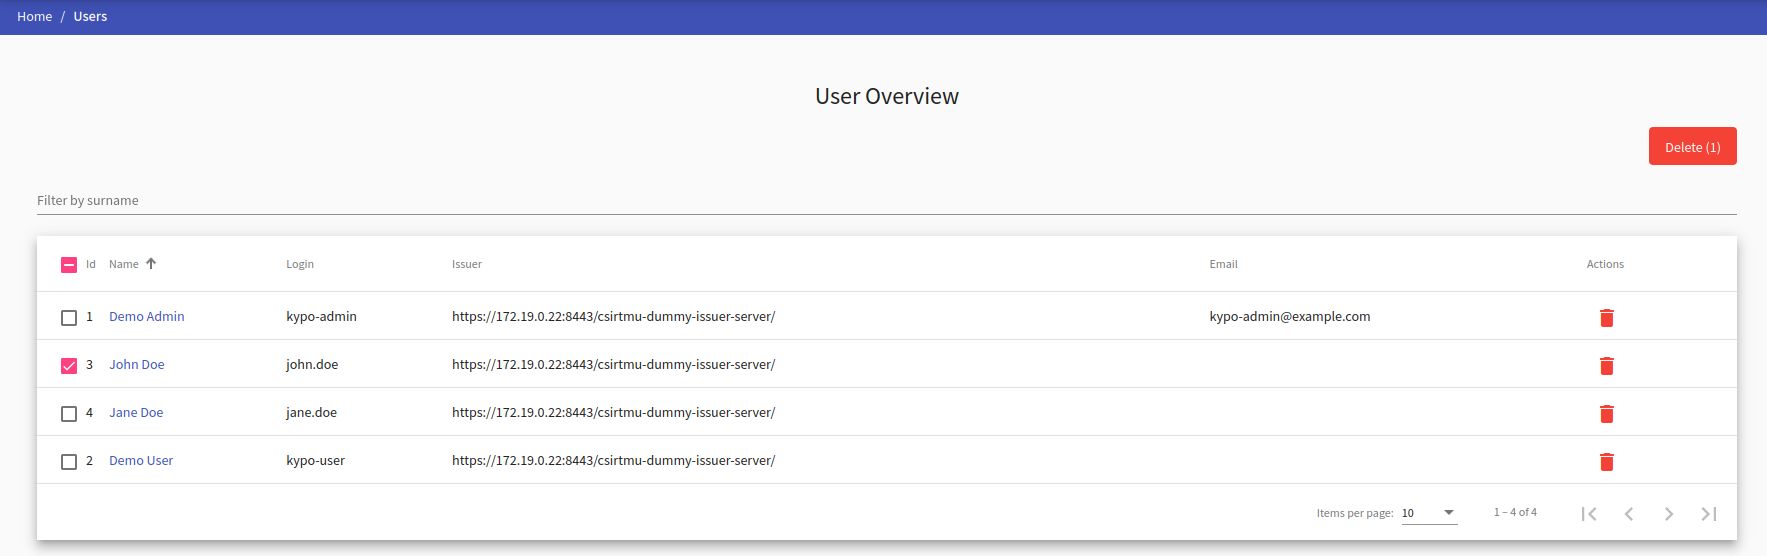 Home / Users
User Overview
Delete (1)
Filter by surname
Id Name Login Issuer Email Actions
1 Demo Admin kypo-admin https://172.19.0.22:8443/csirtmu-dummy-issuer-server/ kypo-admin@example.com
3 John Doe john.doe https://172.19.0.22:8443/csirtmu-dummy-issuer-server/
4 Jane Doe jane.doe https://172.19.0.22:8443/csirtmu-dummy-issuer-server/
2 Demo User kypo-user https://172.19.0.22:8443/csirtmu-dummy-issuer-server/
Items per page: 10 1 – 4 of 4